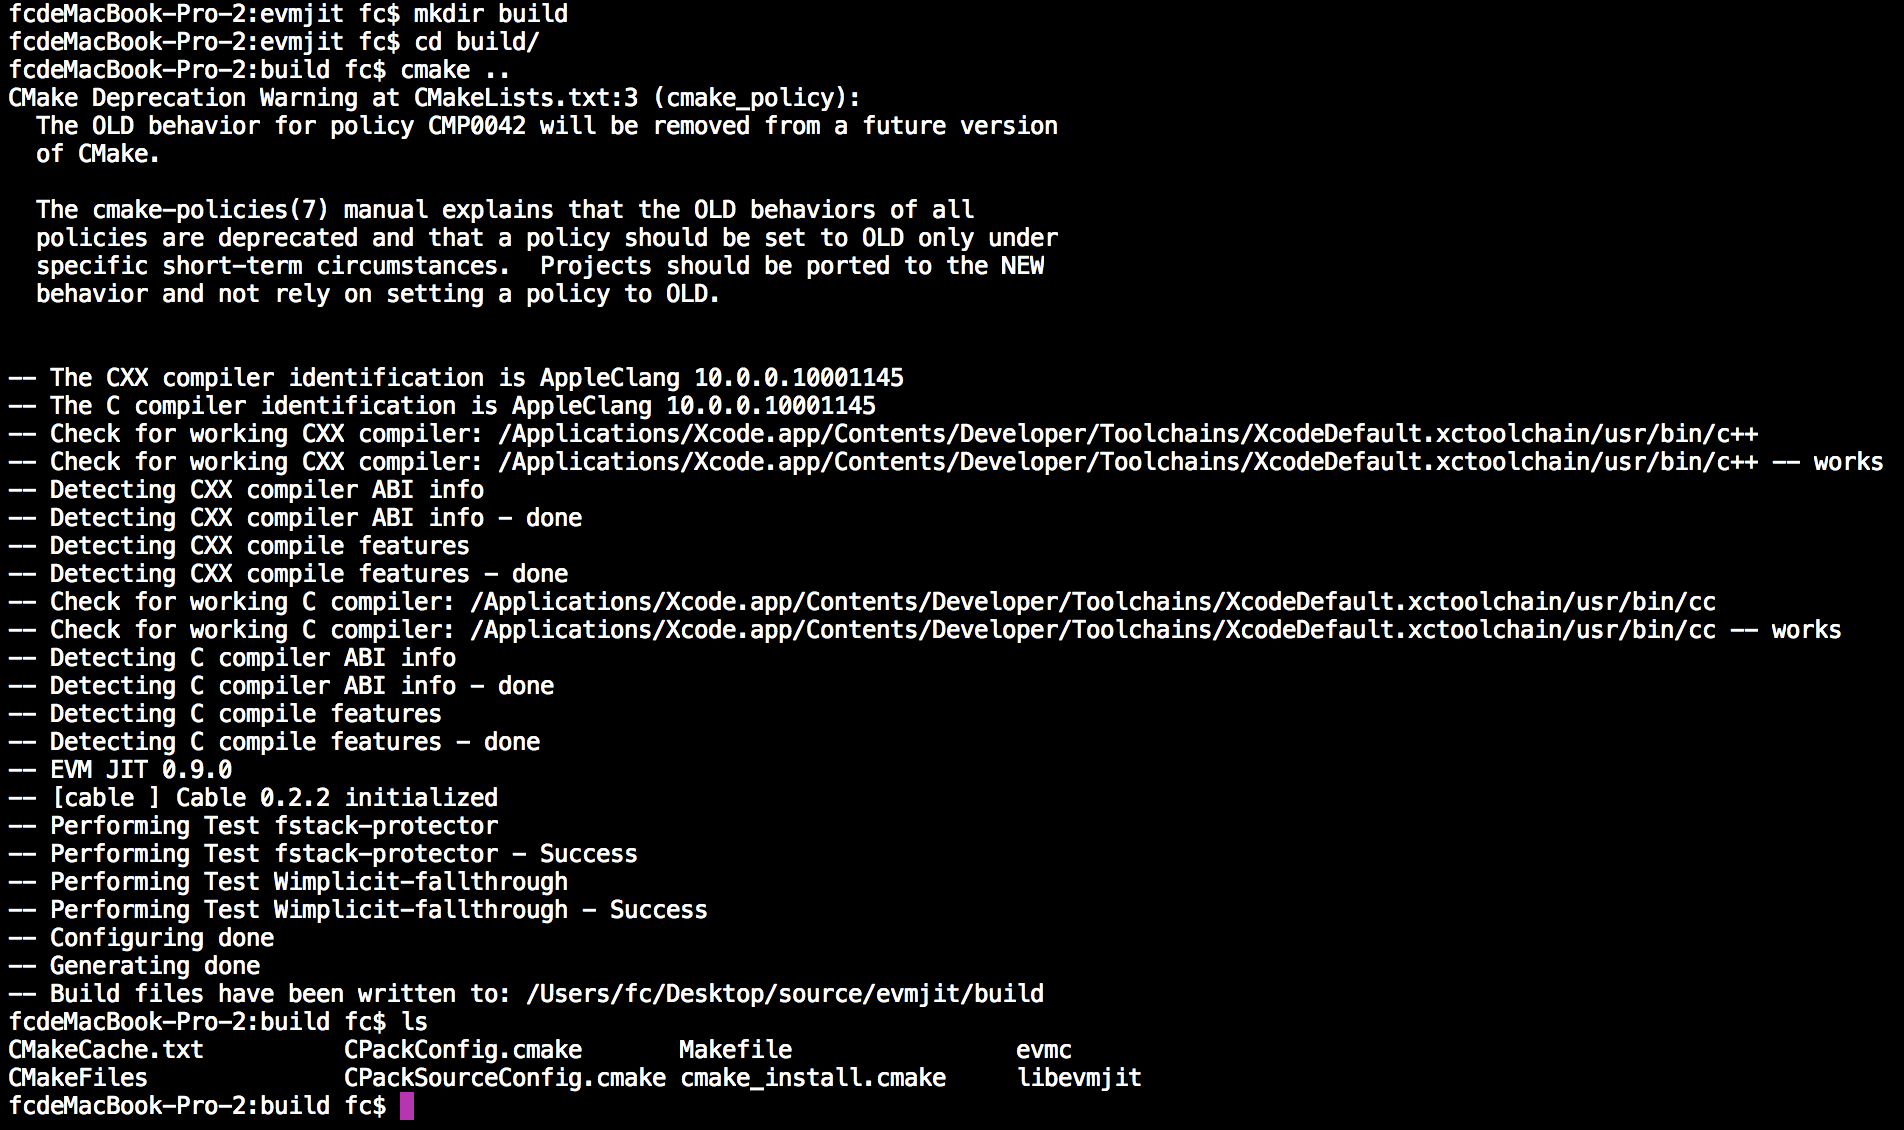 fcdeMacBook-Pro-2:evmjit fc$ mkdir build
fcdeMacBook-Pro-2:evmjit fc$ cd build/
fcdeMacBook-Pro-2:build fc$ cmake ..
CMake Deprecation Warning at CMakeLists.txt:3 (cmake_policy):
  The OLD behavior for policy CMP0042 will be removed from a future version
  of CMake.

  The cmake-policies(7) manual explains that the OLD behaviors of all
  policies are deprecated and that a policy should be set to OLD only under
  specific short-term circumstances.  Projects should be ported to the NEW
  behavior and not rely on setting a policy to OLD.


-- The CXX compiler identification is AppleClang 10.0.0.10001145
-- The C compiler identification is AppleClang 10.0.0.10001145
-- Check for working CXX compiler: /Applications/Xcode.app/Contents/Developer/Toolchains/XcodeDefault.xctoolchain/usr/bin/c++
-- Check for working CXX compiler: /Applications/Xcode.app/Contents/Developer/Toolchains/XcodeDefault.xctoolchain/usr/bin/c++ -- works
-- Detecting CXX compiler ABI info
-- Detecting CXX compiler ABI info - done
-- Detecting CXX compile features
-- Detecting CXX compile features - done
-- Check for working C compiler: /Applications/Xcode.app/Contents/Developer/Toolchains/XcodeDefault.xctoolchain/usr/bin/cc
-- Check for working C compiler: /Applications/Xcode.app/Contents/Developer/Toolchains/XcodeDefault.xctoolchain/usr/bin/cc -- works
-- Detecting C compiler ABI info
-- Detecting C compiler ABI info - done
-- Detecting C compile features
-- Detecting C compile features - done
-- EVM JIT 0.9.0
-- [cable ] Cable 0.2.2 initialized
-- Performing Test fstack-protector
-- Performing Test fstack-protector - Success
-- Performing Test Wimplicit-fallthrough
-- Performing Test Wimplicit-fallthrough - Success
-- Configuring done
-- Generating done
-- Build files have been written to: /Users/fc/Desktop/source/evmjit/build
fcdeMacBook-Pro-2:build fc$ ls
CMakeCache.txt          CPackConfig.cmake       Makefile                evmc
CMakeFiles              CPackSourceConfig.cmake cmake_install.cmake     libevmjit
fcdeMacBook-Pro-2:build fc$